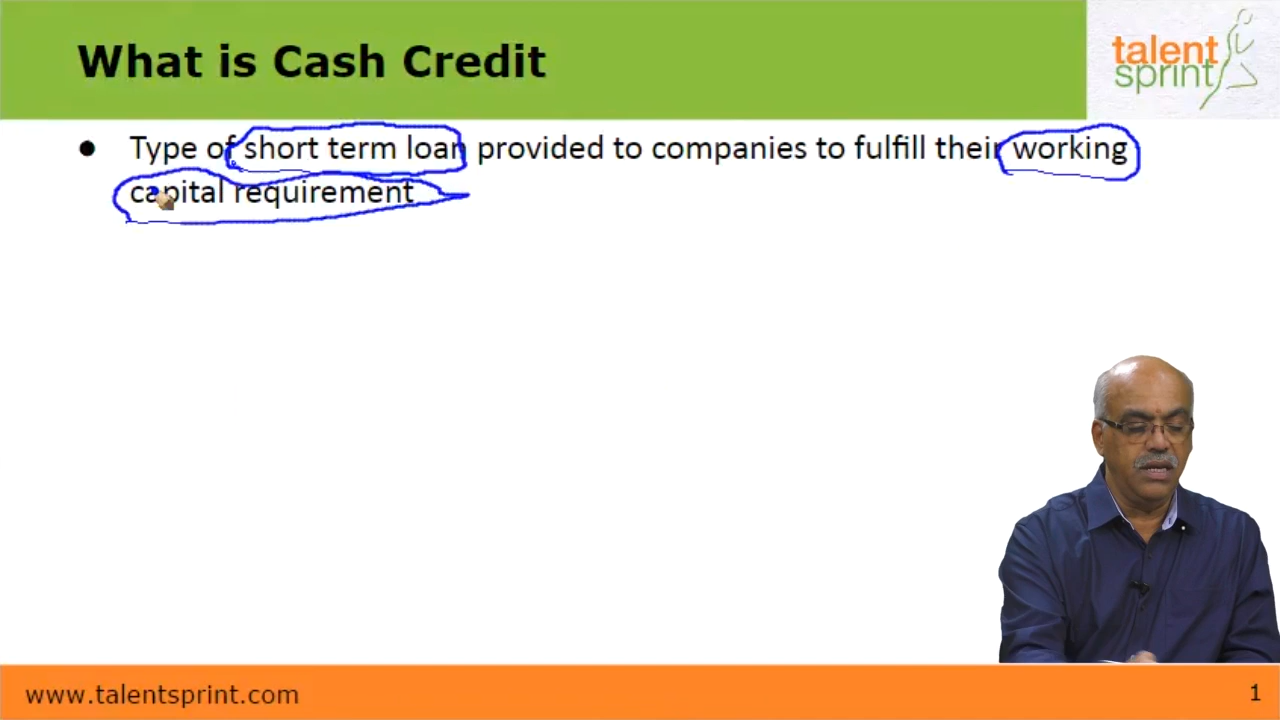 What is Cash Credit
talent
sprint
● Type of short term loan provided to companies to fulfill their working
capital requirement
www.talentsprint.com
1